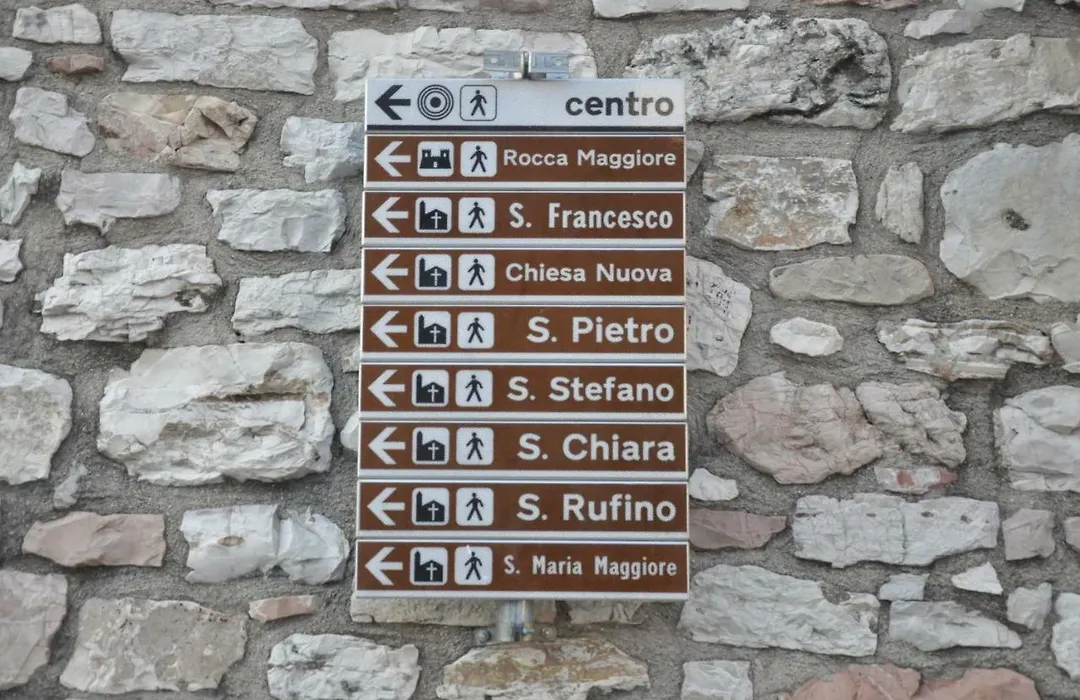 centro
Rocca Maggiore
S. Francesco
Chiesa Nuova
S. Pietro
S. Stefano
S. Chiara
S. Rufino
S. Maria Maggiore